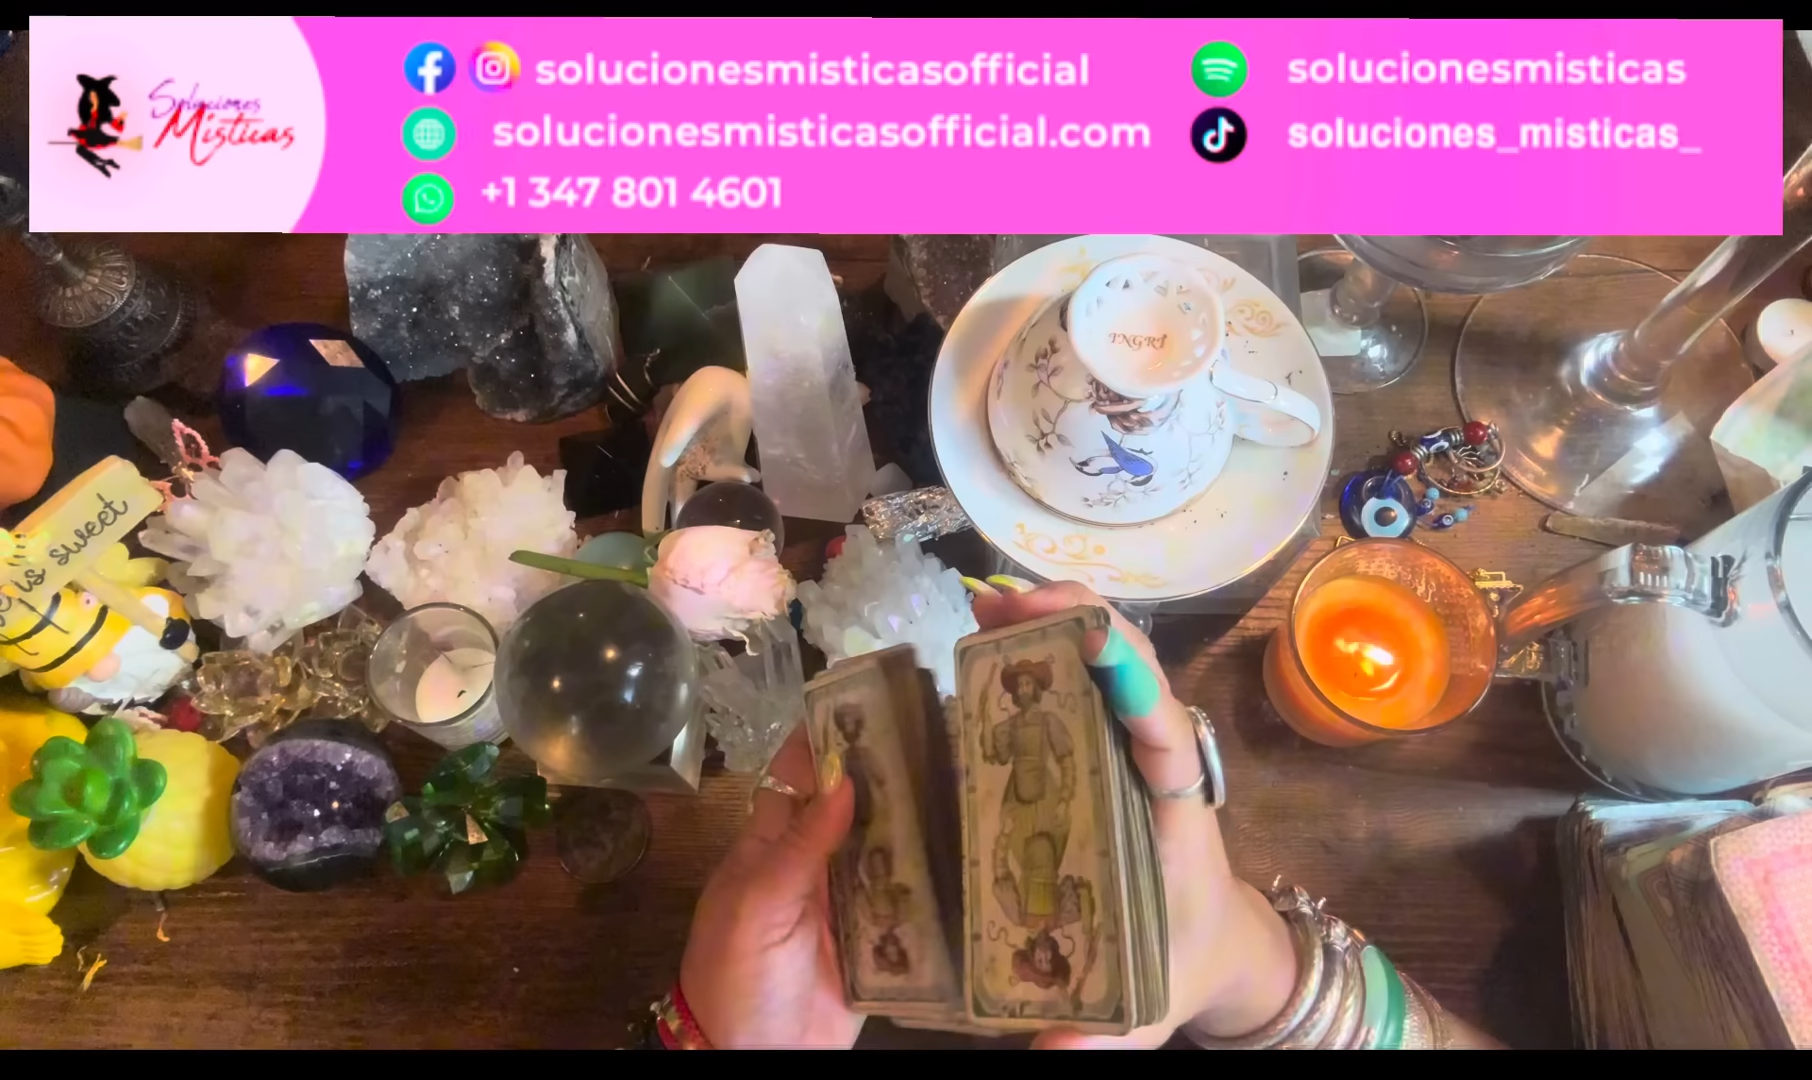 Soluciones
Misticas
solucionesmisticasofficial
solucionesmisticasofficial.com
+1 347 801 4601
solucionesmisticas
soluciones_misticas_
INGRI
is sweet